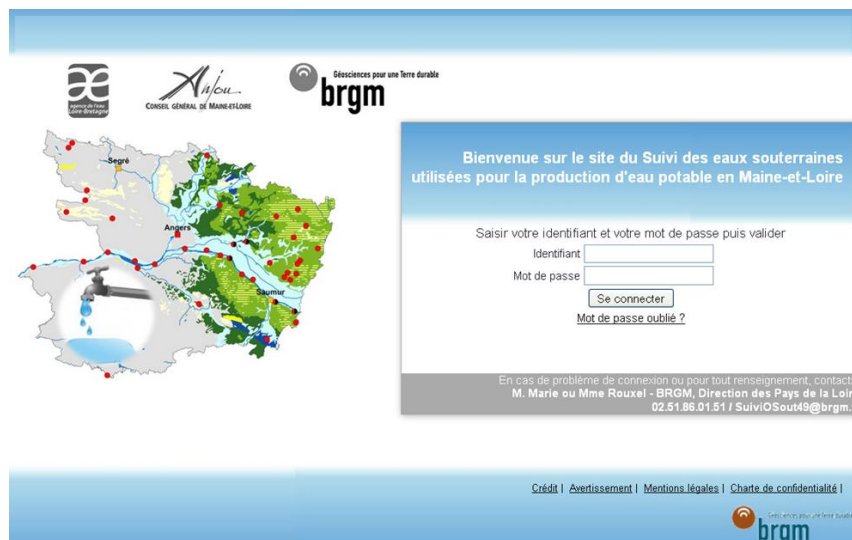 æ
agence de l'eau
Loire-Bretagne
Anjou
CONSEIL GÉNÉRAL DE MAINE-ET-LOIRE
Géosciences pour une Terre durable
brgm
Segré
Angers
Saumur
Bienvenue sur le site du Suivi des eaux souterraines
utilisées pour la production d'eau potable en Maine-et-Loire
Saisir votre identifiant et votre mot de passe puis valider
Identifiant
Mot de passe
Se connecter
Mot de passe oublié ?
En cas de problème de connexion ou pour tout renseignement, contact
M. Marie ou Mme Rouxel - BRGM, Direction des Pays de la Loir
02.51.86.01.51 / SuiviOSout49@brgm.
Crédit | Avertissement | Mentions légales | Charte de confidentialité |
Géosciences pour une Terre durable
brgm